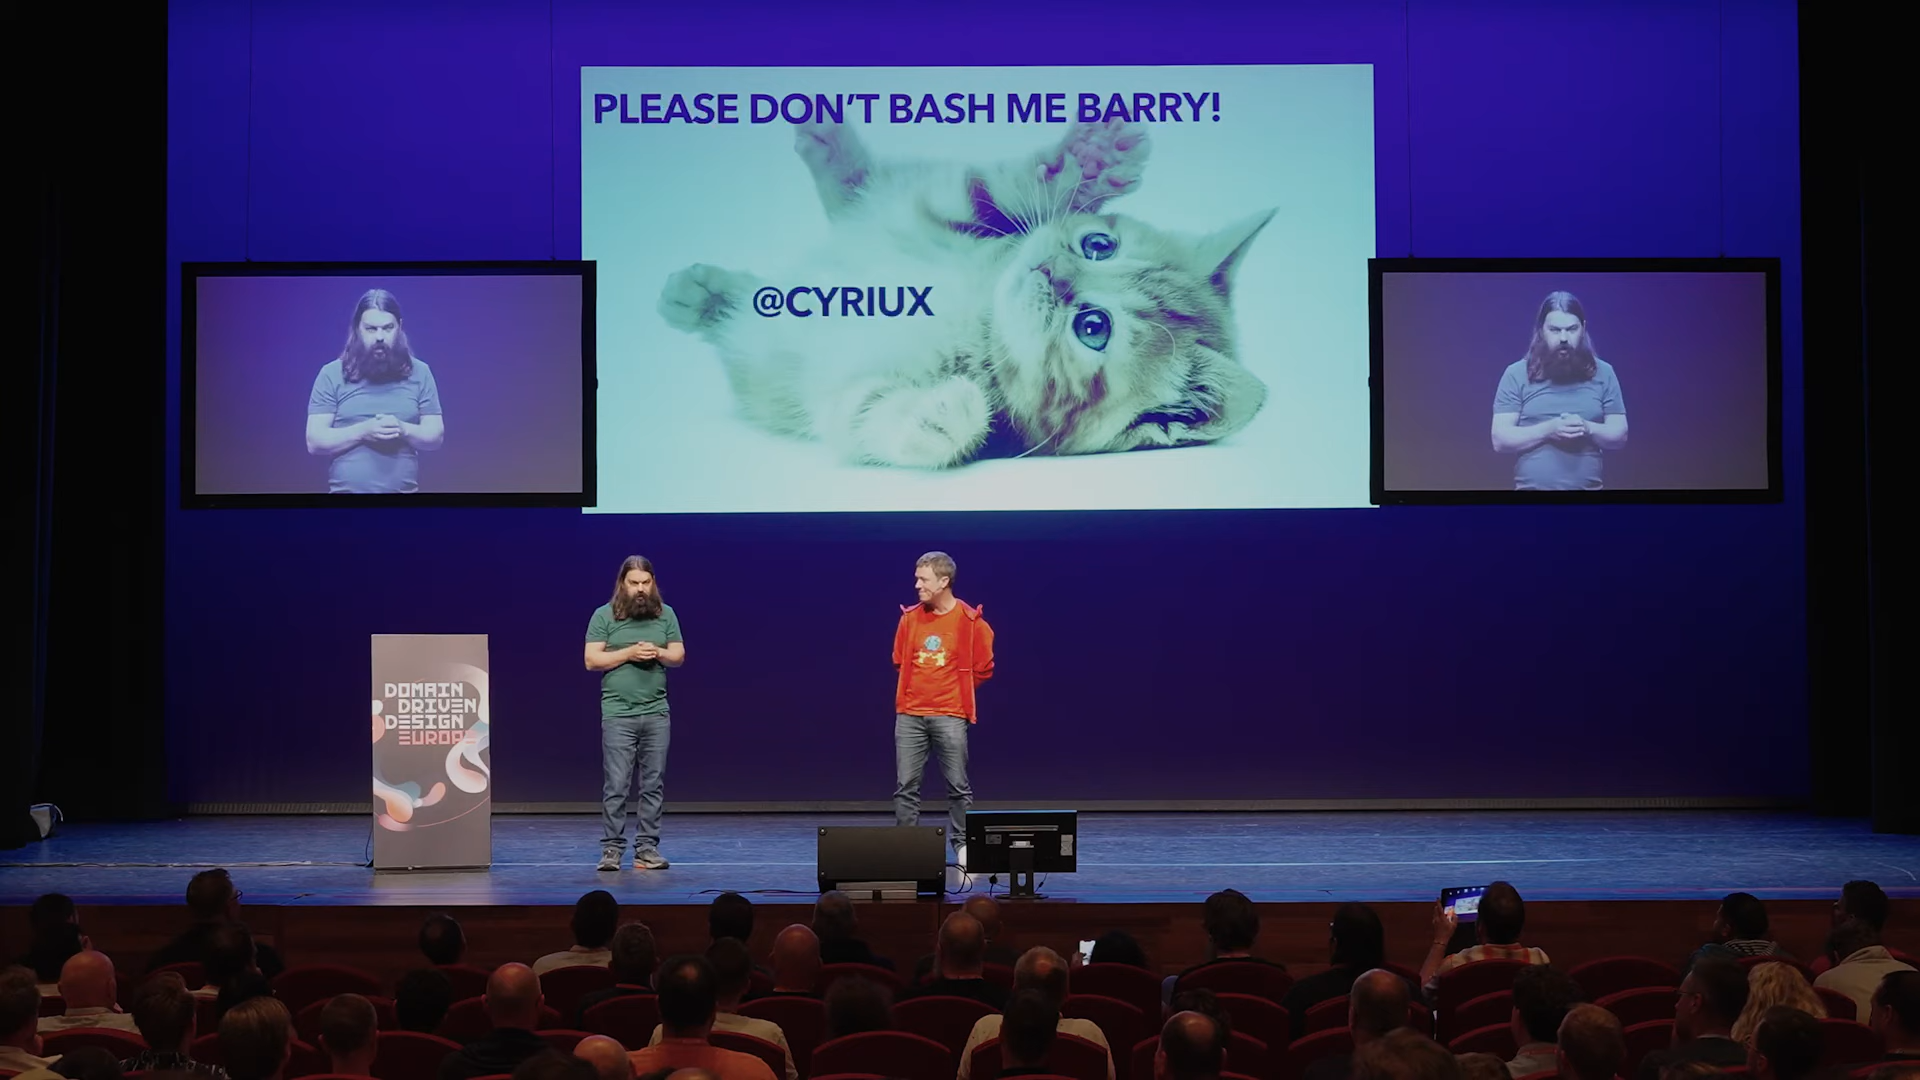 PLEASE DON'T BASH ME BARRY!
@CYRIUX
DOMAIN
DRIVEN
DESIGN
EUROPE